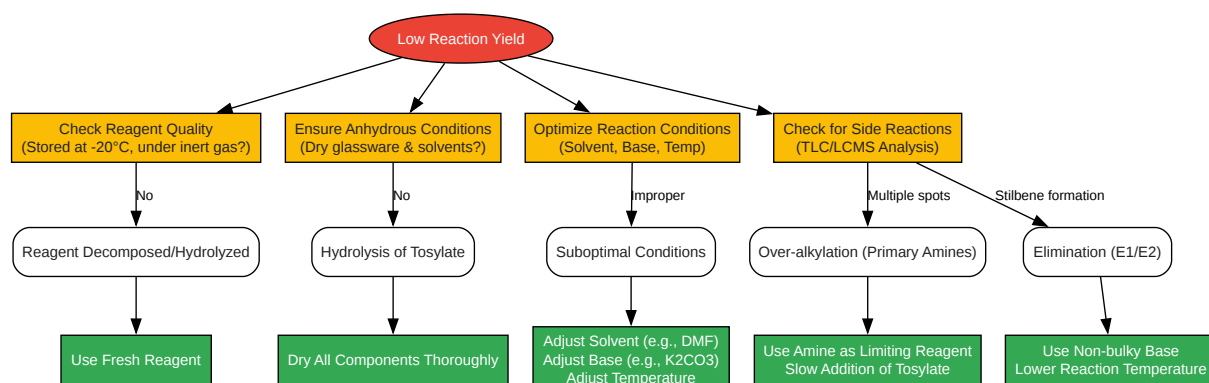 Low Reaction Yield
Check Reagent Quality
(Stored at -20°C, under inert gas?)
Ensure Anhydrous Conditions
(Dry glassware & solvents?)
Optimize Reaction Conditions
(Solvent, Base, Temp)
Check for Side Reactions
(TLC/LCMS Analysis)
No
No
Improper
Multiple spots
Stilbene formation
Reagent Decomposed/Hydrolyzed
Hydrolysis of Tosylate
Suboptimal Conditions
Over-alkylation (Primary Amines)
Elimination (E1/E2)
Use Fresh Reagent
Dry All Components Thoroughly
Adjust Solvent (e.g., DMF)
Adjust Base (e.g., K2CO3)
Adjust Temperature
Use Amine as Limiting Reagent
Slow Addition of Tosylate
Use Non-bulky Base
Lower Reaction Temperature